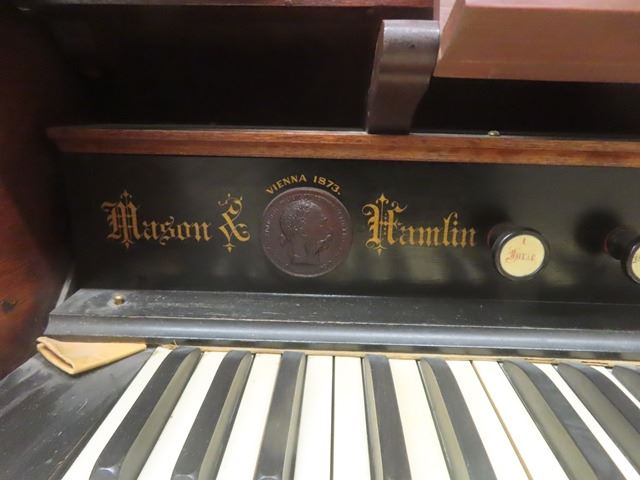 VIENNA 1873.
Mason & Hamlin